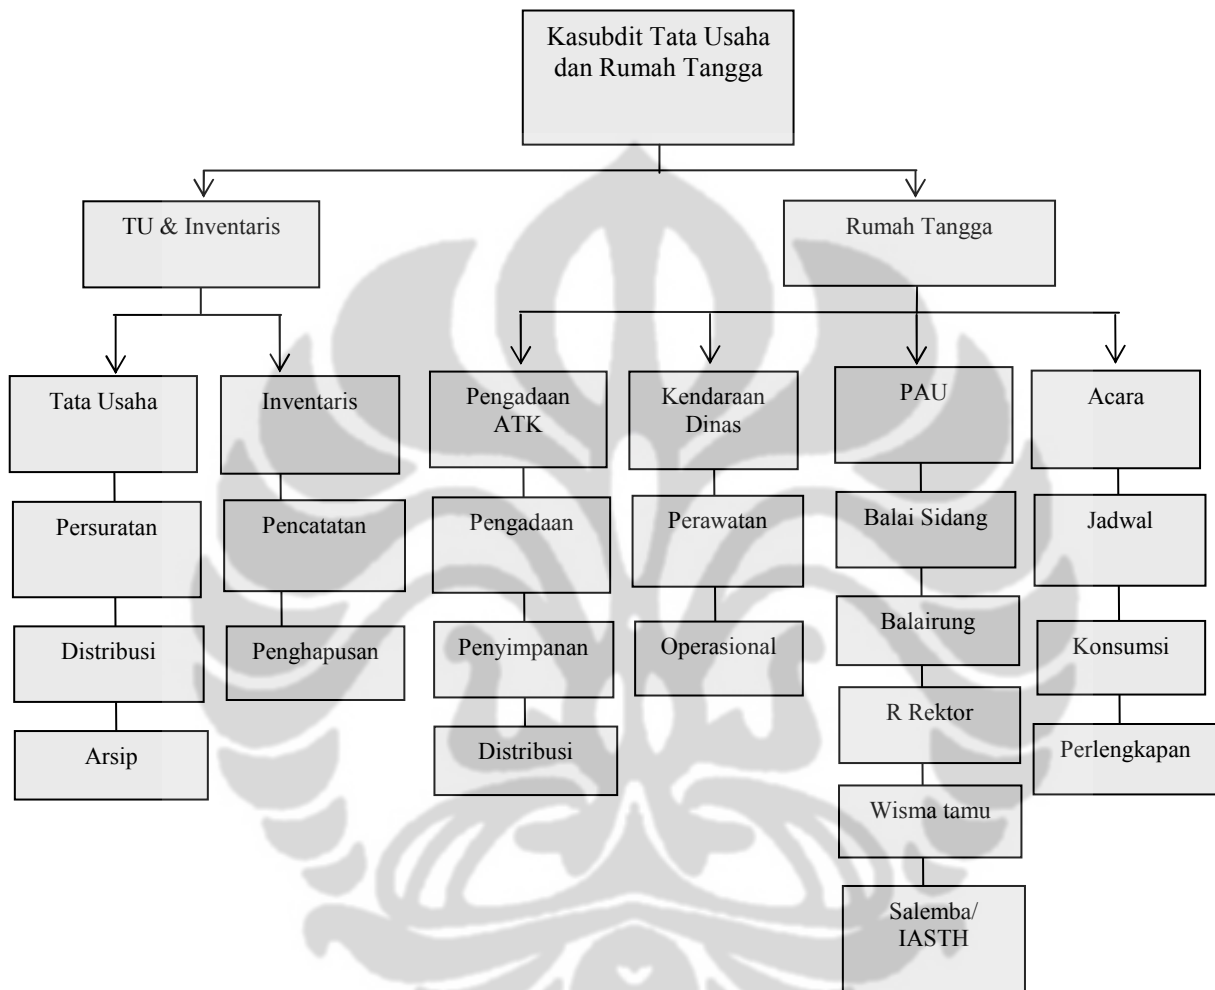 Kasubdit Tata Usaha
dan Rumah Tangga
TU & Inventaris
Rumah Tangga
Tata Usaha
Inventaris
Pengadaan
ATK
Kendaraan
Dinas
PAU
Acara
Persuratan
Pencatatan
Pengadaan
Perawatan
Balai Sidang
Jadwal
Distribusi
Penghapusan
Penyimpanan
Operasional
Balairung
Konsumsi
Arsip
Distribusi
R Rektor
Perlengkapan
Wisma tamu
Salemba/
IASTH